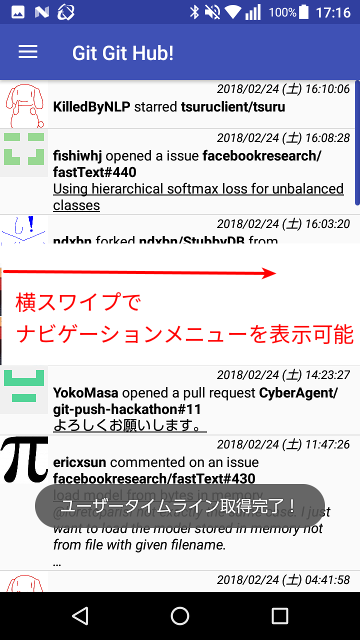 100% 17:16
Git Git Hub!
2018/02/24 (土) 16:10:06
KilledByNLP starred tsuruclient/tsuru
2018/02/24 (土) 16:08:28
fishiwhj opened a issue facebookresearch/
fastText#440
Using hierarchical softmax loss for unbalanced
classes
2018/02/24 (土) 16:03:20
ndxbn forked ndxbn/StubbyDB from
横スワイプで
ナビゲーションメニューを表示可能
2018/02/24 (土) 14:23:27
YokoMasa opened a pull request CyberAgent/
git-push-hackathon#11
よろしくお願いします。
2018/02/24 (土) 11:47:26
ericxsun commented on an issue
facebookresearch/fastText#430
load model from bytes in memory
ユーザータイムライン取得完了！
want to load the model stored in memory not
from file with given filename.
...
2018/02/24 (土) 04:41:58